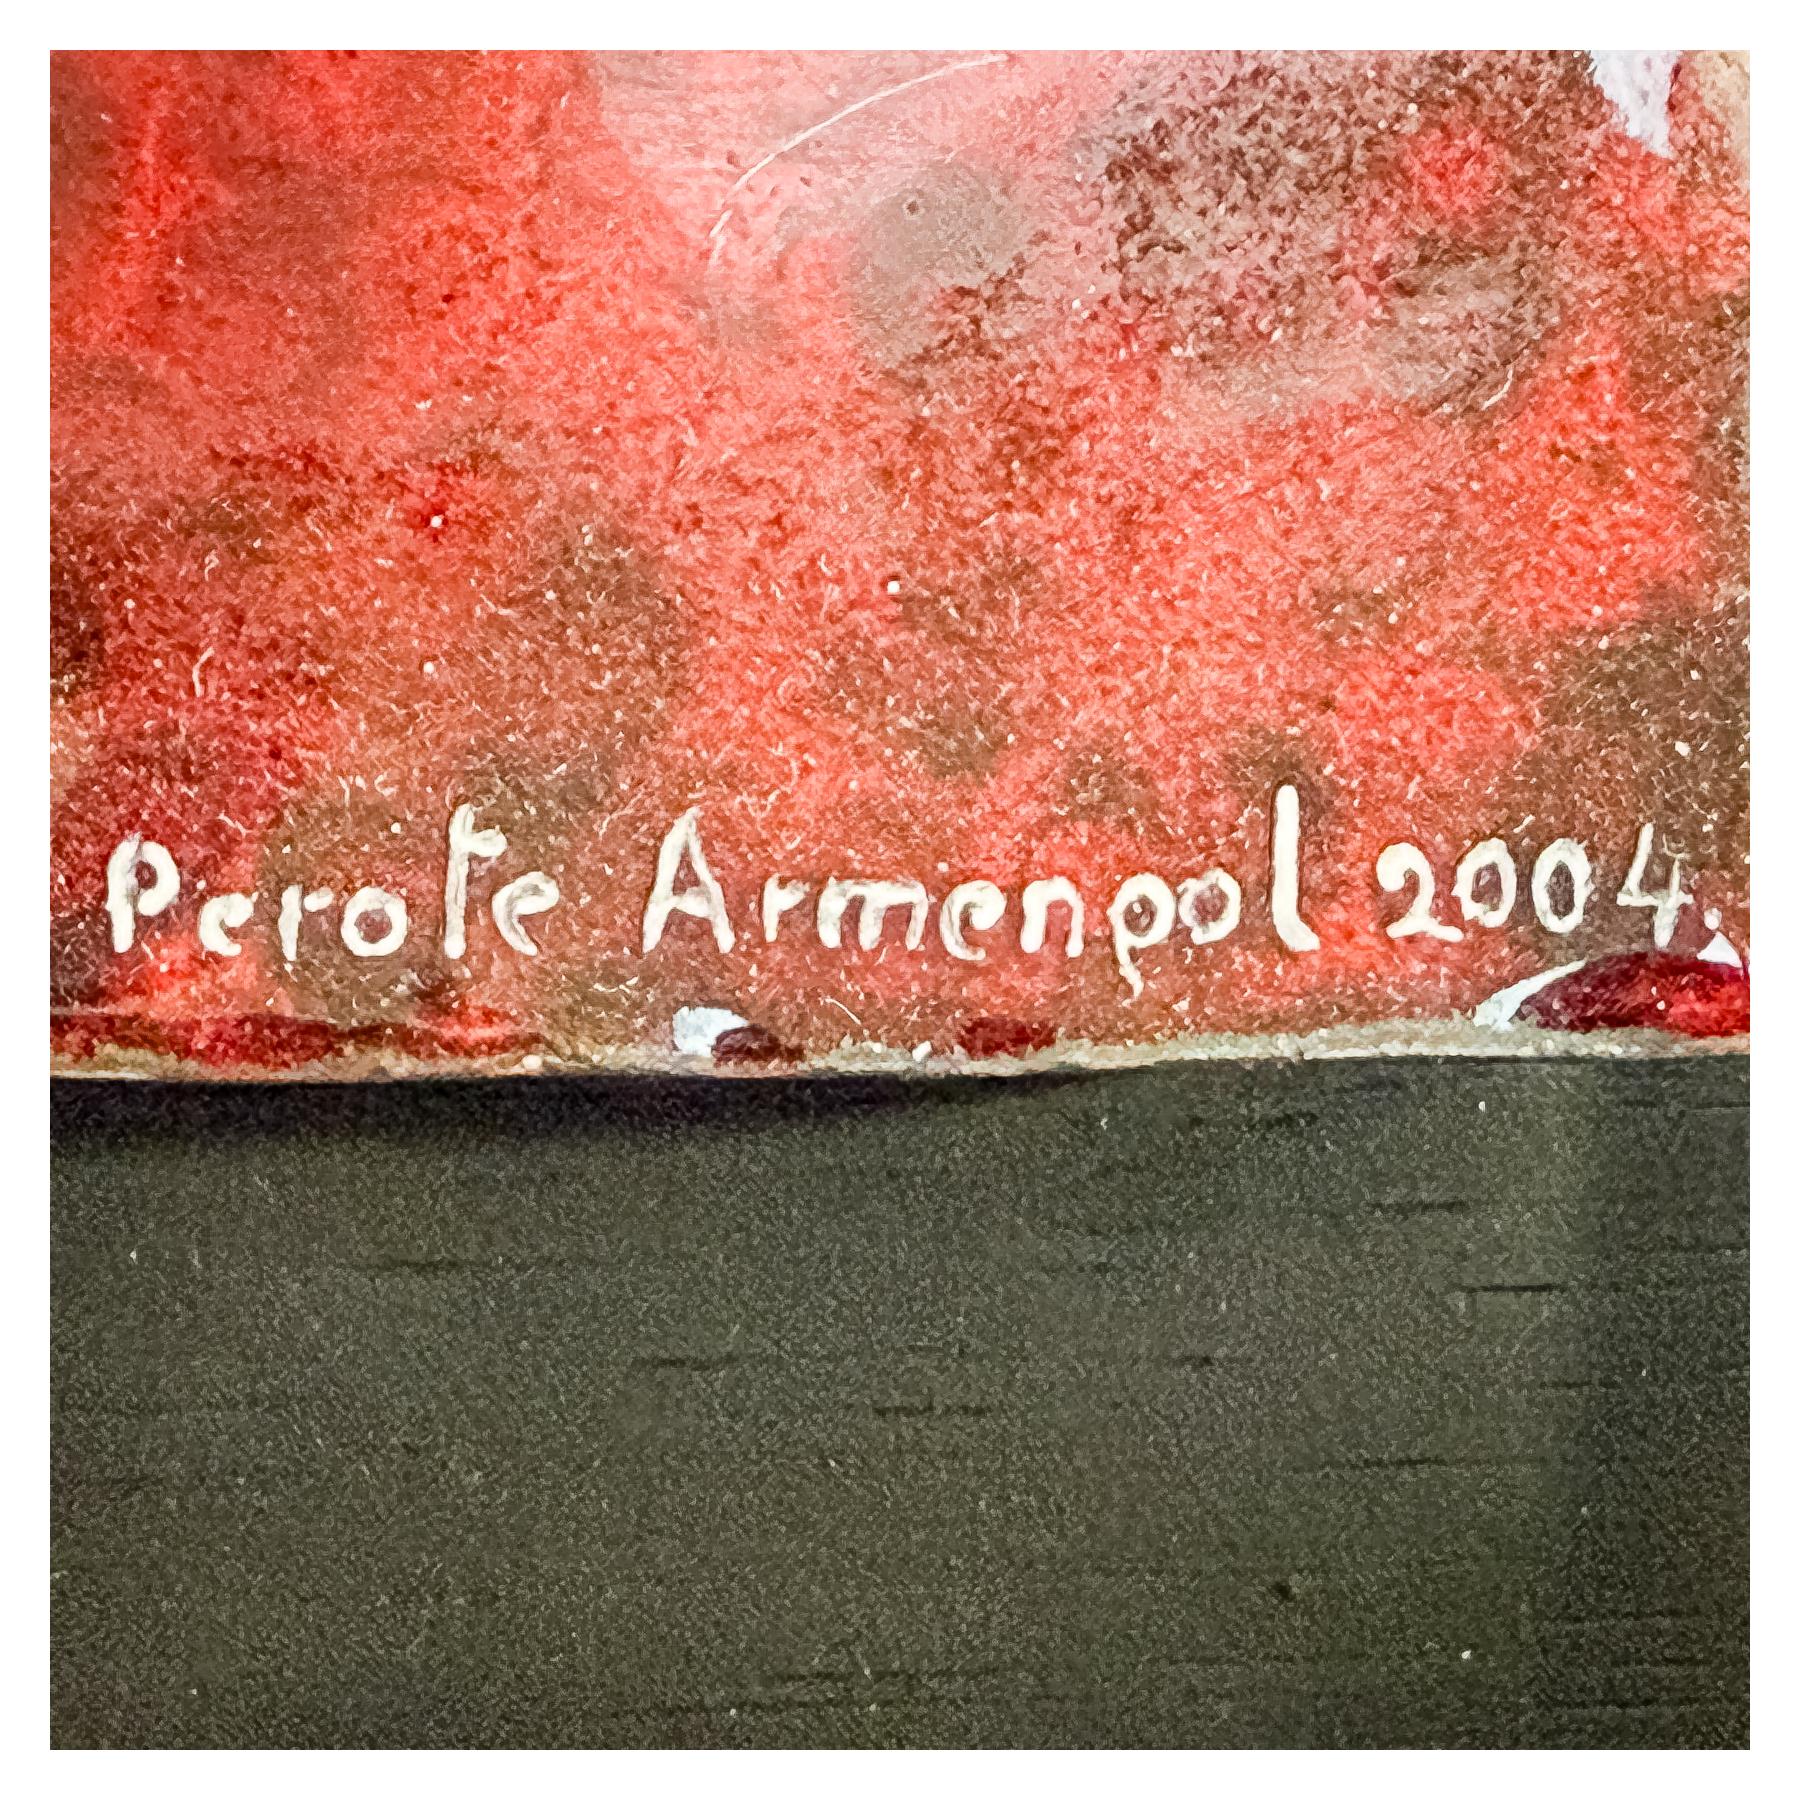 Perote Armenpol 2004.